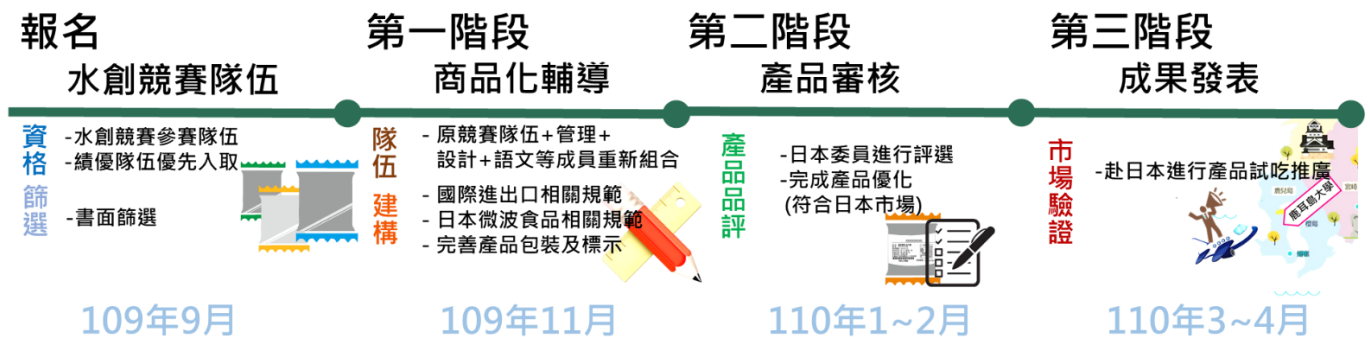 報名
水創競賽隊伍
資格
篩選
-水創競賽參賽隊伍
-績優隊伍優先入取
-書面篩選
109年9月
第一階段
商品化輔導
隊伍
建構
- 原競賽隊伍+管理+
設計+語文等成員重新組合
- 國際進出口相關規範
- 日本微波食品相關規範
- 完善產品包裝及標示
109年11月
第二階段
產品審核
產品品評
-日本委員進行評選
-完成產品優化
(符合日本市場)
110年1~2月
第三階段
成果發表
市場驗證
-赴日本進行產品試吃推廣
鹿兒島
宮崎
鹿耳島大學
櫻島
110年3~4月